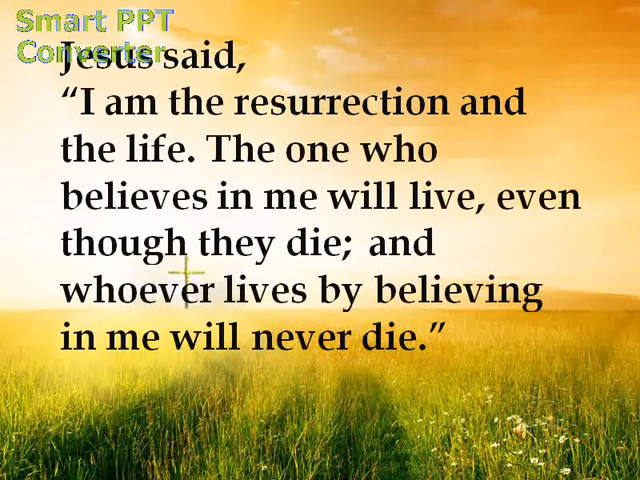 Smart PPT
Converter
Jesus said,
“I am the resurrection and
the life. The one who
believes in me will live, even
though they die;  and
whoever lives by believing
in me will never die.”